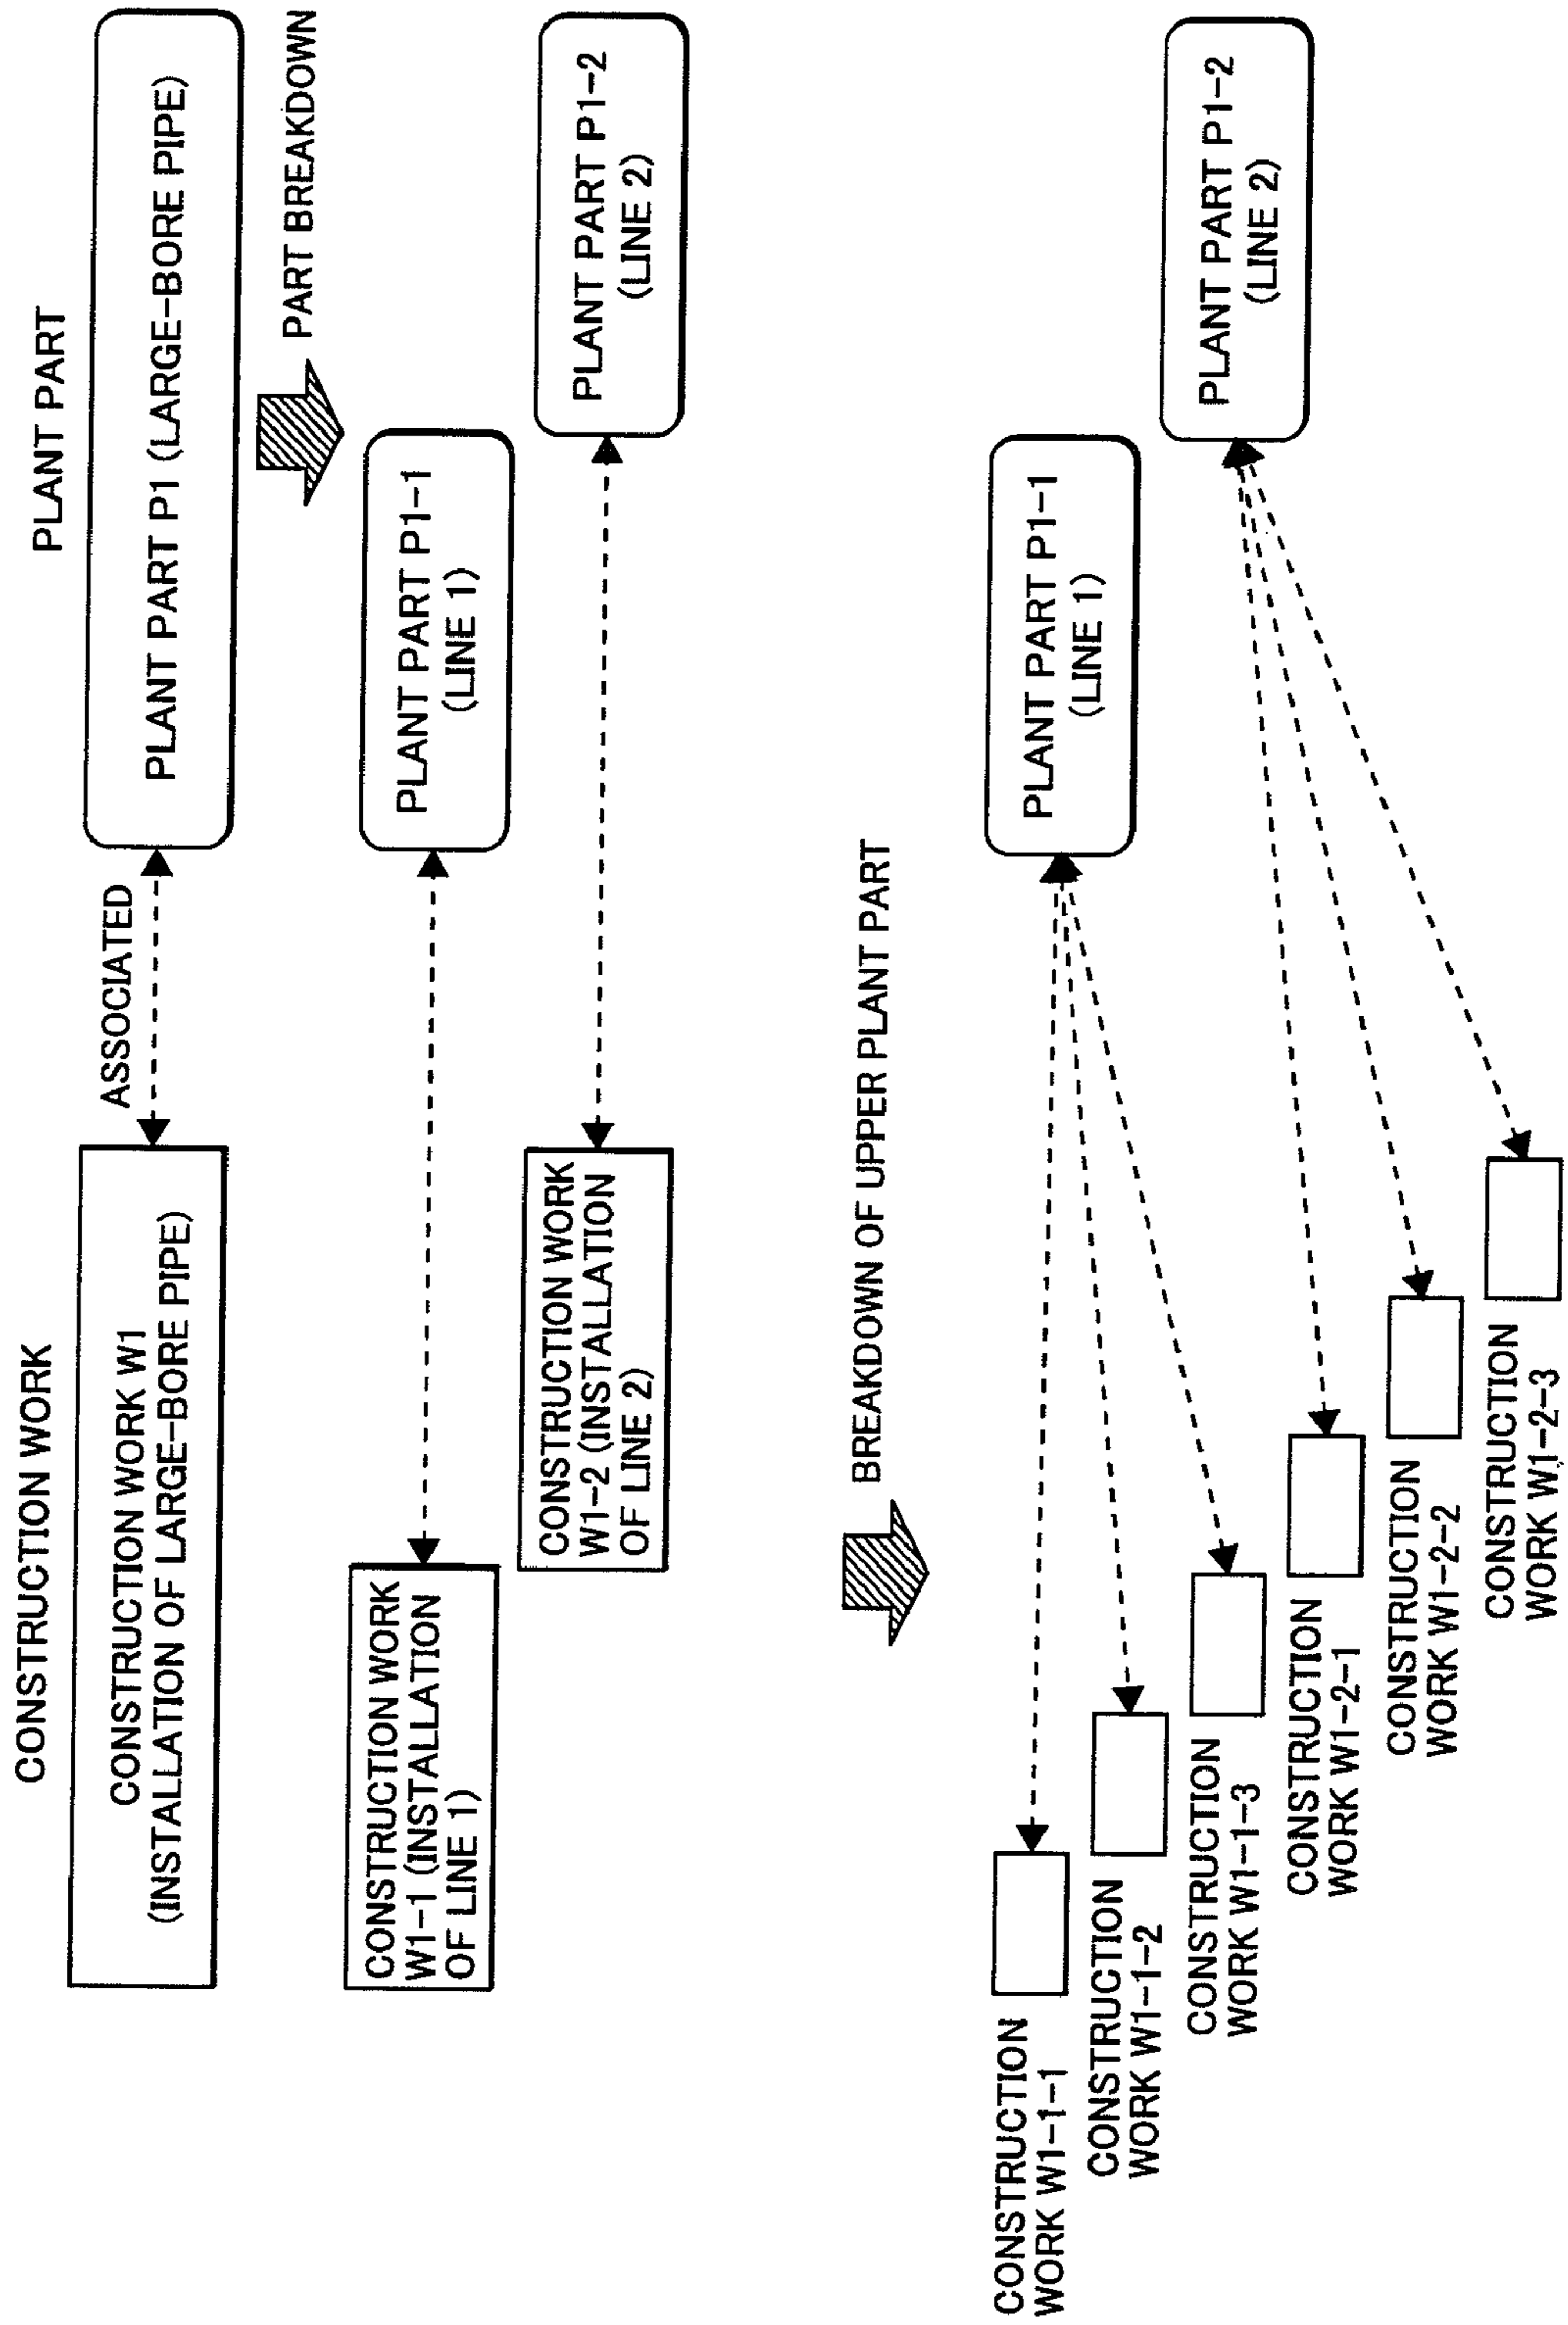 CONSTRUCTION WORK
PLANT PART
CONSTRUCTION WORK W1
(INSTALLATION OF LARGE-BORE PIPE)
ASSOCIATED
PLANT PART P1 (LARGE-BORE PIPE)
PART BREAKDOWN
CONSTRUCTION WORK
W1-1 (INSTALLATION
OF LINE 1)
PLANT PART P1-1
(LINE 1)
CONSTRUCTION WORK
W1-2 (INSTALLATION
OF LINE 2)
PLANT PART P1-2
(LINE 2)
BREAKDOWN OF UPPER PLANT PART
CONSTRUCTION
WORK W1-1-1
PLANT PART P1-1
(LINE 1)
CONSTRUCTION
WORK W1-1-2
CONSTRUCTION
WORK W1-1-3
PLANT PART P1-2
(LINE 2)
CONSTRUCTION
WORK W1-2-1
CONSTRUCTION
WORK W1-2-2
CONSTRUCTION
WORK W1-2-3